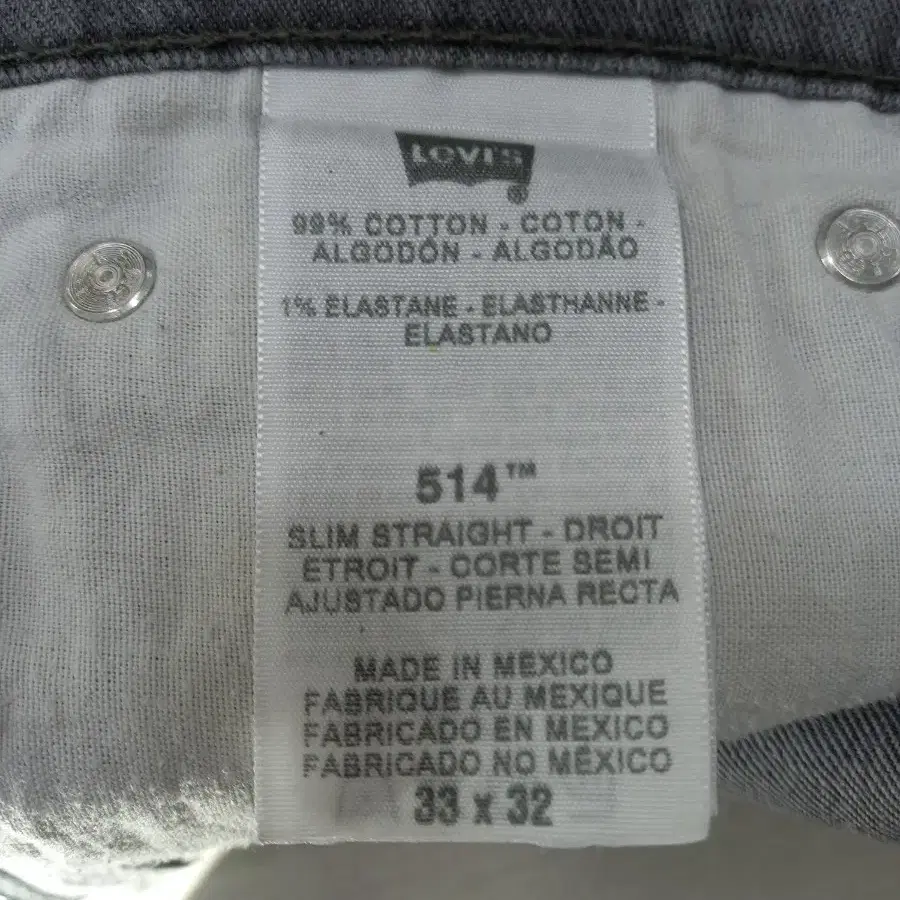 LEVI'S
99% COTTON - COTON -
ALGODÓN - ALGODÃO
1% ELASTANE - ELASTHANNE -
ELASTANO
514™
SLIM STRAIGHT - DROIT
ETROIT - CORTE SEMI
AJUSTADO PIERNA RECTA
MADE IN MEXICO
FABRIQUE AU MEXIQUE
FABRICADO EN MEXICO
FABRICADO NO MÉXICO
33 x 32